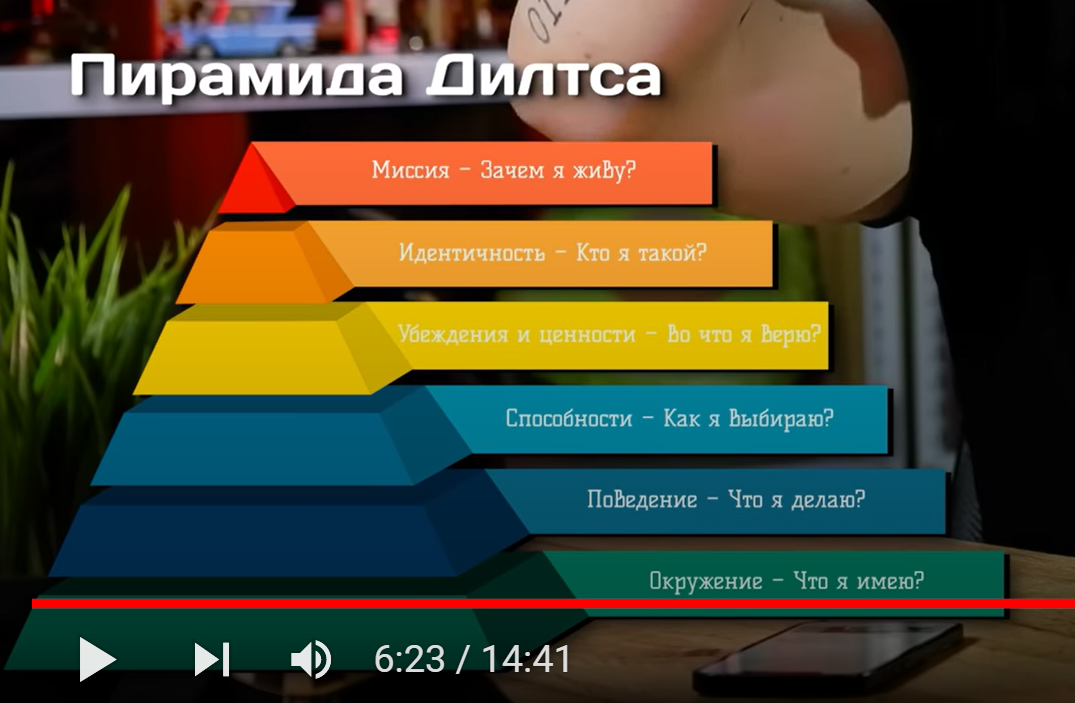 Пирамида Дилтса
Миссия – Зачем я живу?
Идентичность – Кто я такой?
Убеждения и ценности – Во что я верю?
Способности – Как я выбираю?
Поведение – Что я делаю?
Окружение – Что я имею?
6:23 / 14:41